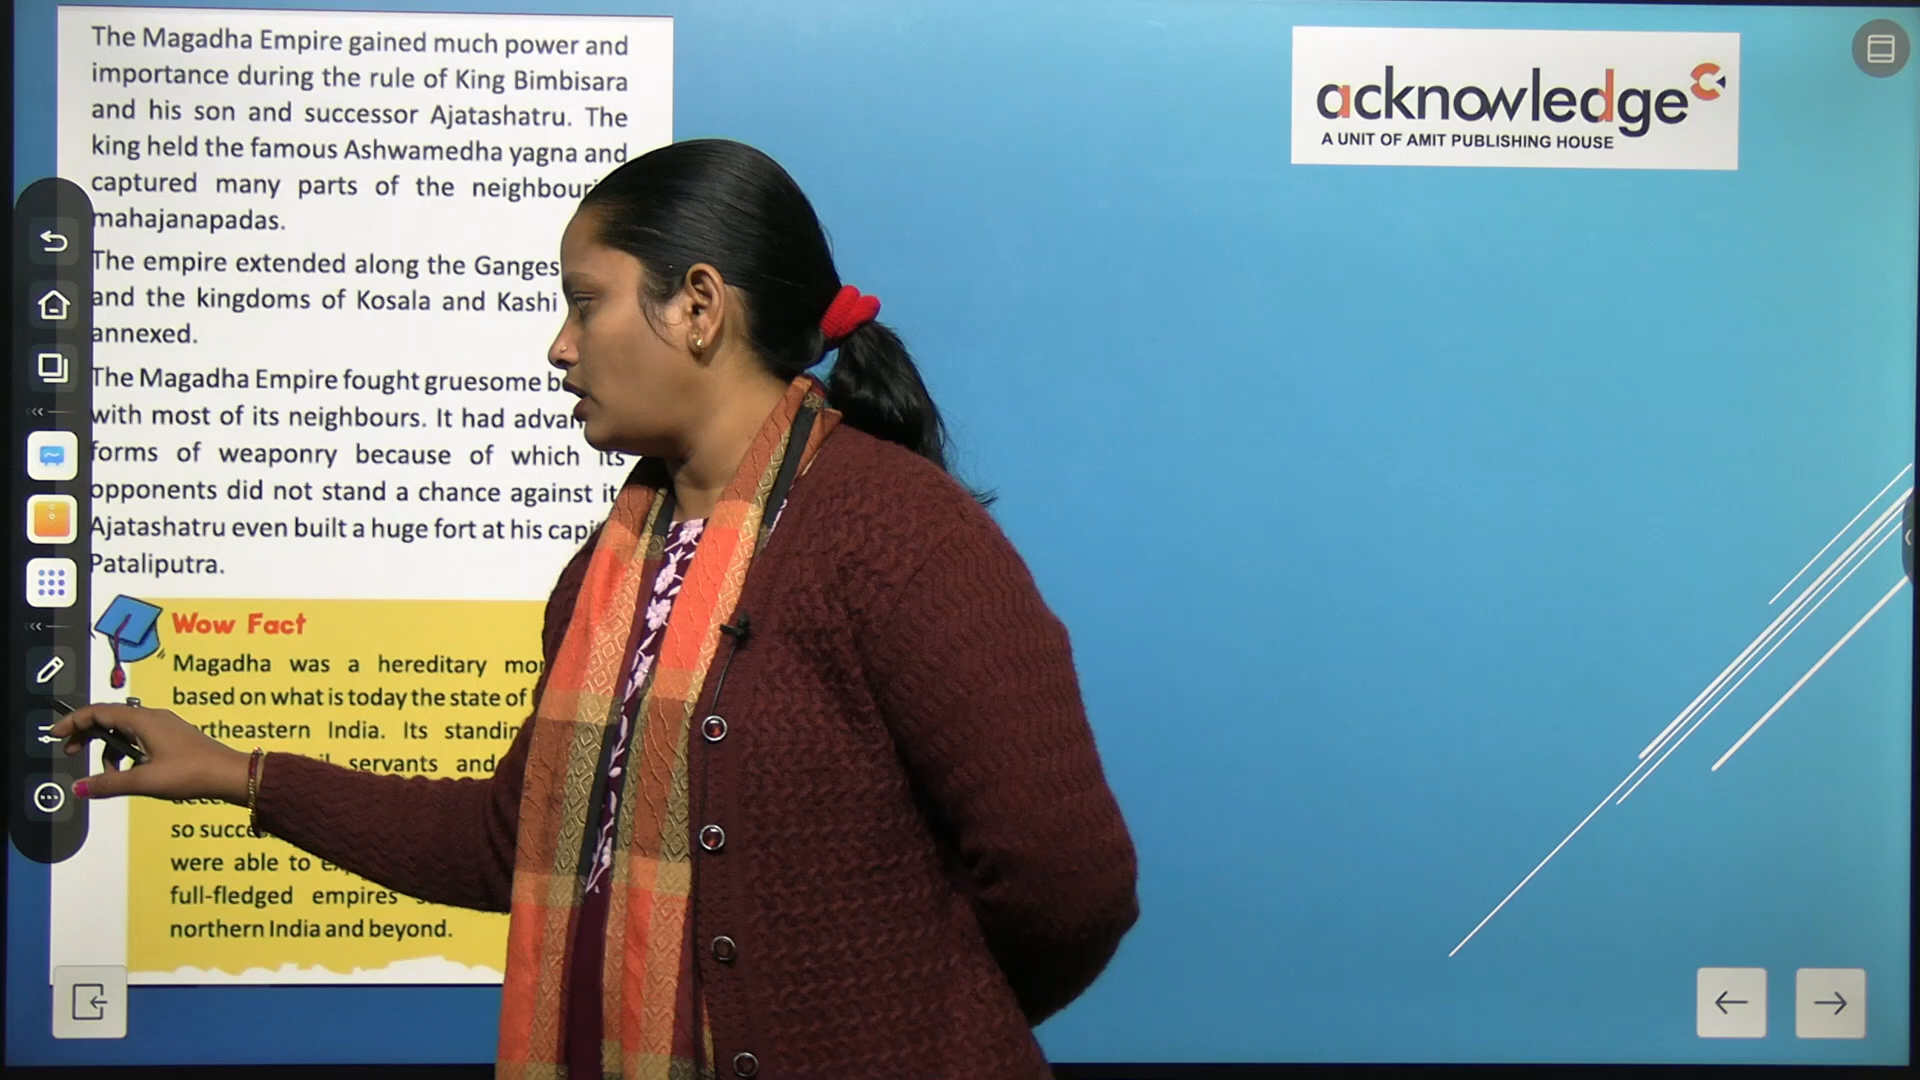 The Magadha Empire gained much power and
importance during the rule of King Bimbisara
and his son and successor Ajatashatru. The
king held the famous Ashwamedha yagna and
captured many parts of the
mahajanapadas.
The empire extended along the Ganges
and the kingdoms of Kosala and Kashi
annexed.
The Magadha Empire fought gruesome
with most of its neighbours. It had
forms of weaponry because of which its
opponents did not stand a chance against it
Ajatashatru even built a huge fort at his
Pataliputra.
Wow Fact
Magadha was a hereditary
based on what is today the state of
India. Its
servants and
so
were able to
full-fledged empires
northern India and beyond.
acknowledge
A UNIT OF AMIT PUBLISHING HOUSE